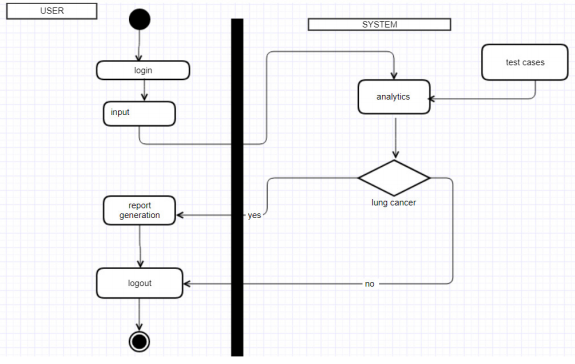 USER
SYSTEM
login
test cases
input
analytics
report
generation
lung cancer
yes
logout
no